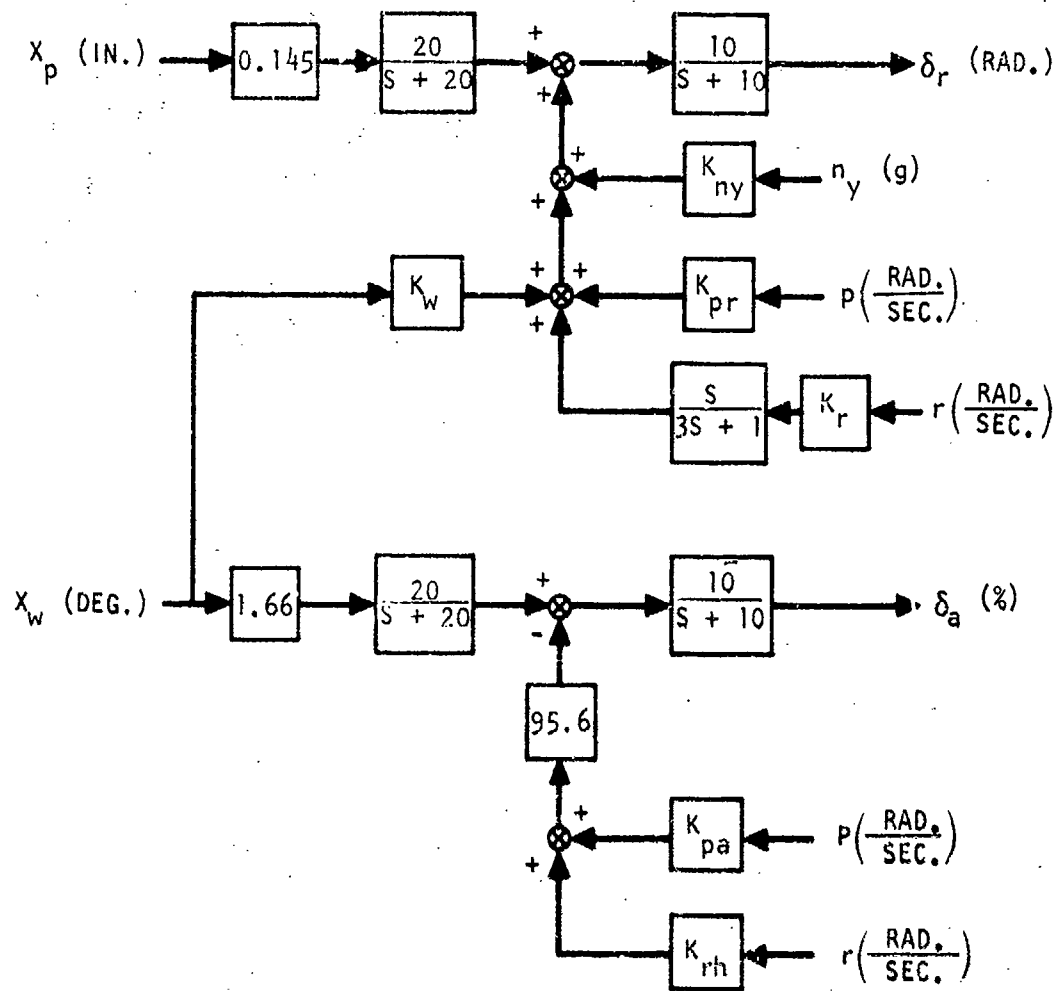 X_p (IN.) 0.145 20 / S + 20 + + 10 / S + 10 δ_r (RAD.)
+ + K_ny n_y (g)
K_w + + + K_pr p(RAD./SEC.)
S / 3S + 1 K_r r(RAD./SEC.)
X_w (DEG.) 1.66 20 / S + 20 + - 10 / S + 10 δ_a (%)
95.6
+ + K_pa P(RAD./SEC.)
K_rh r(RAD./SEC.)